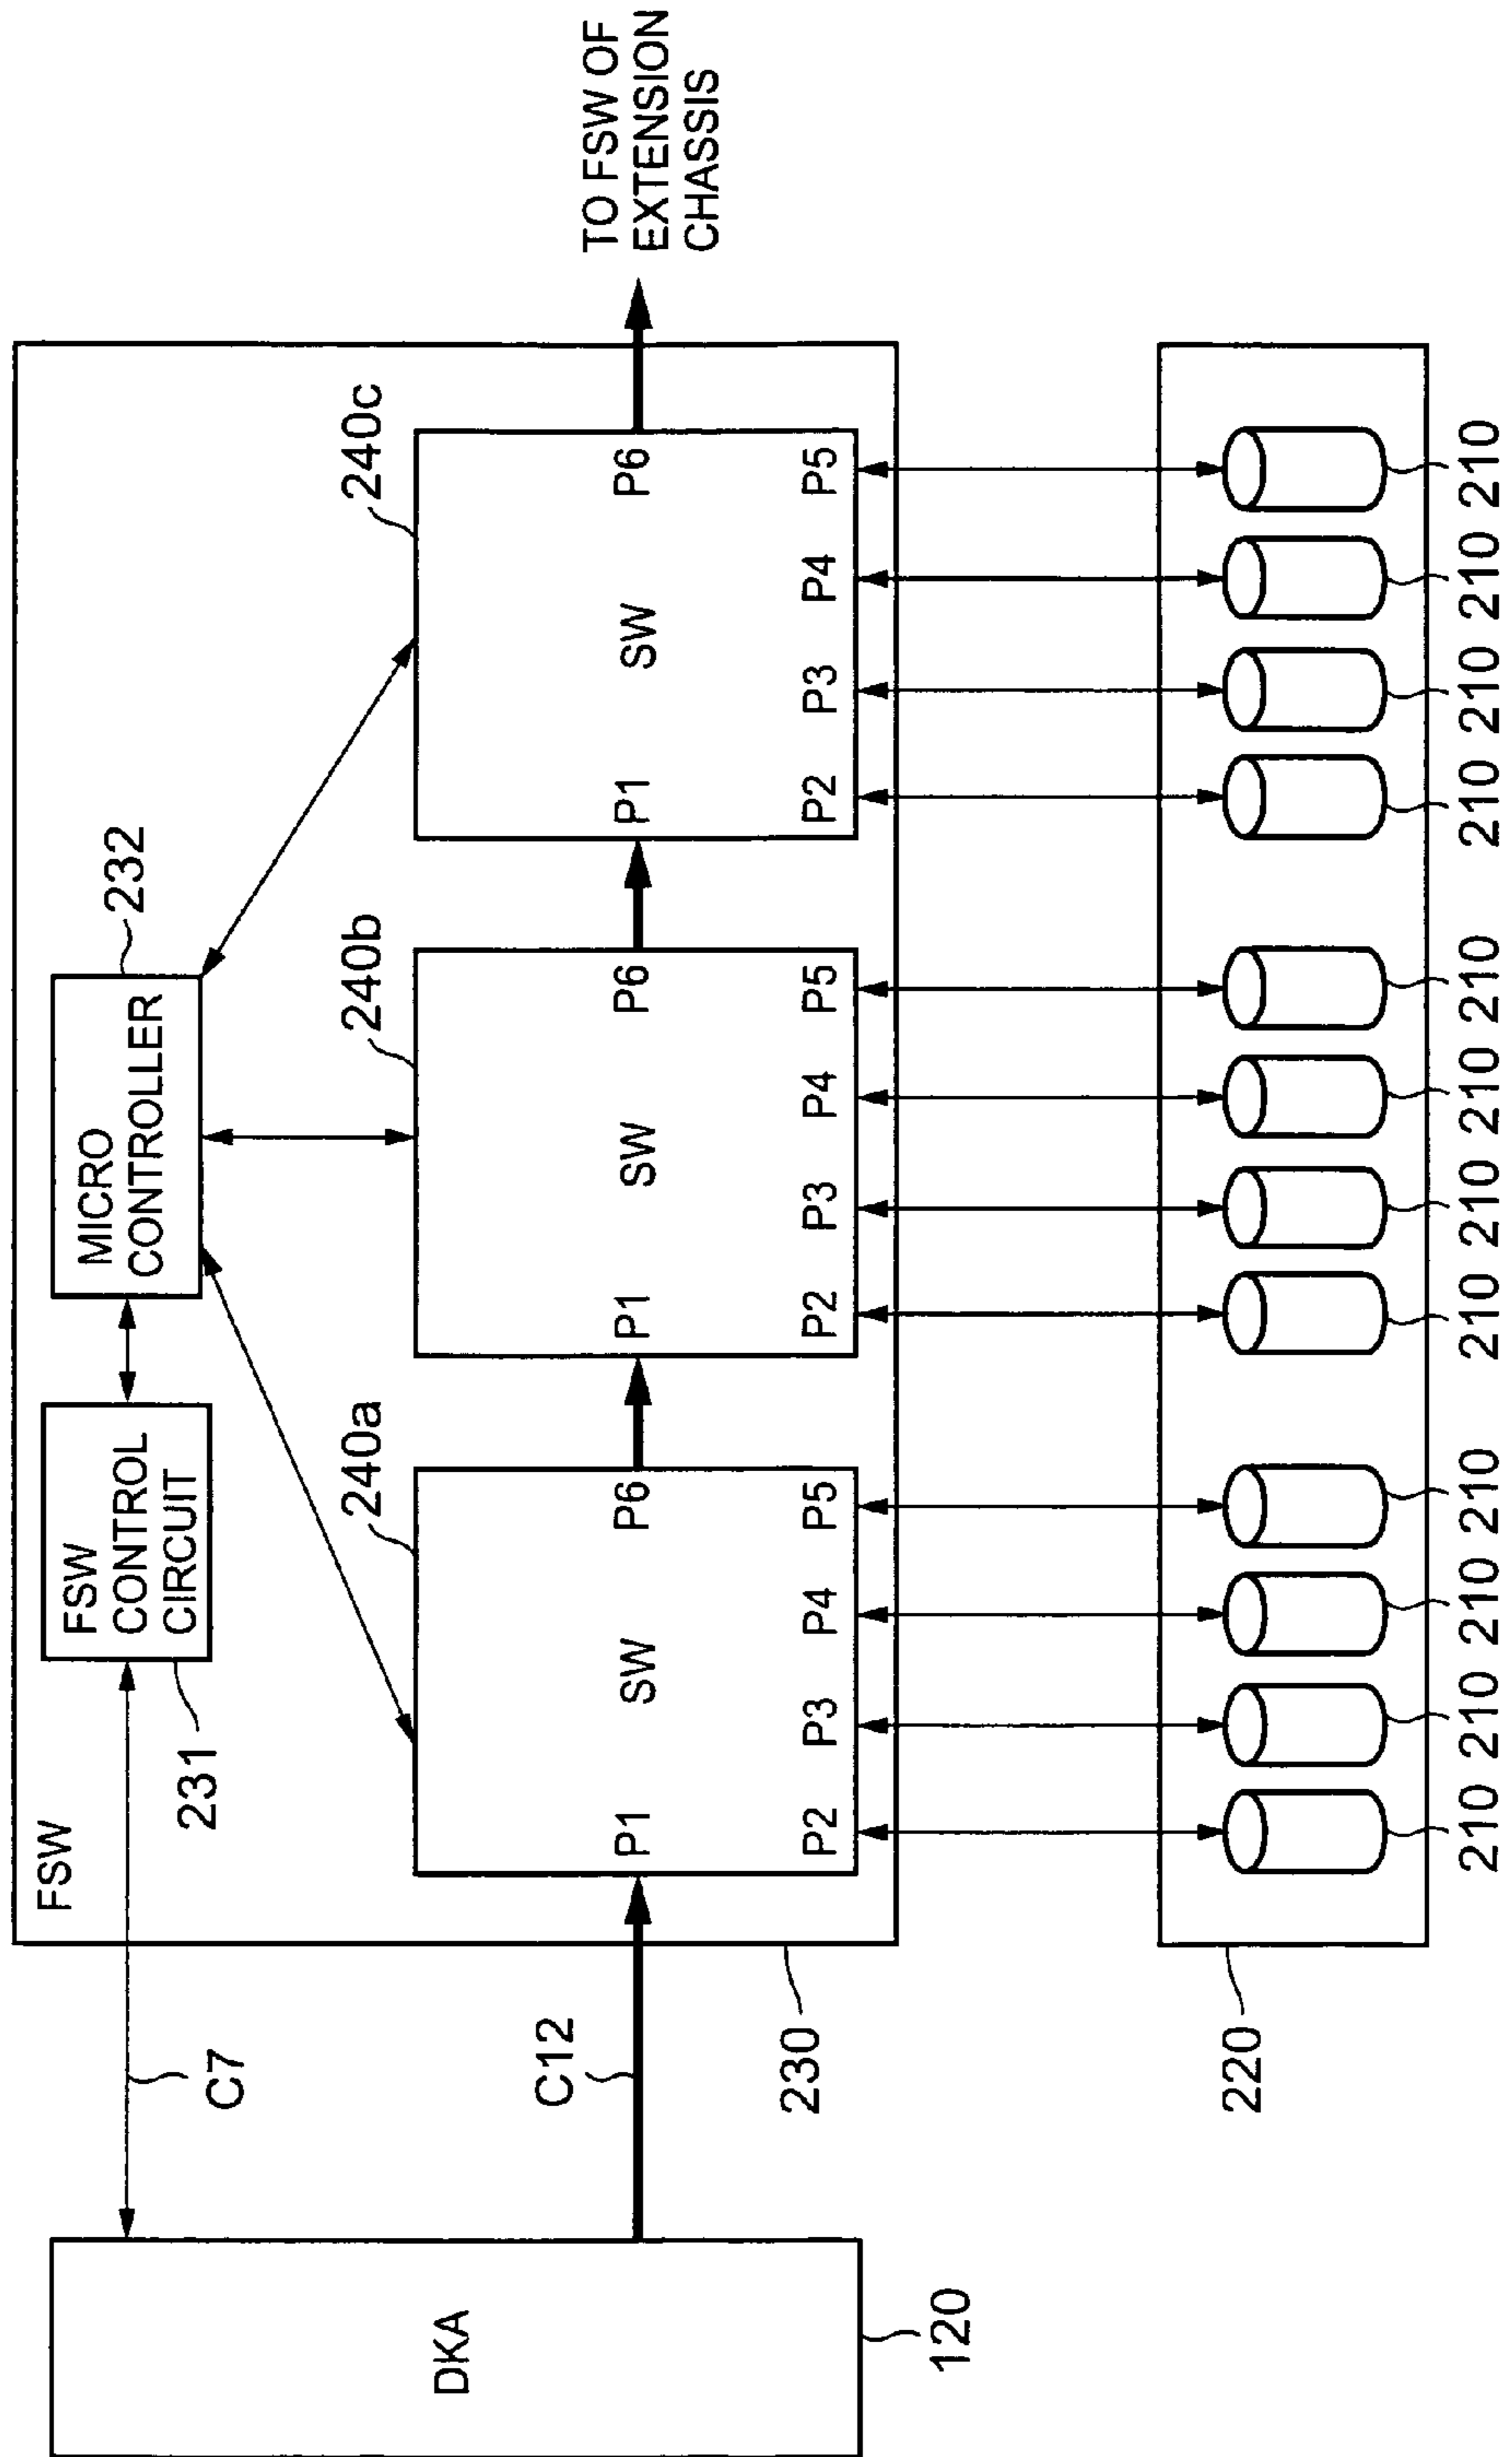 DKA
120
C7
C12
FSW
230
FSW
CONTROL
CIRCUIT
231
MICRO
CONTROLLER
232
240a
SW
P1
P2
P3
P4
P5
P6
240b
SW
P1
P2
P3
P4
P5
P6
240c
SW
P1
P2
P3
P4
P5
P6
TO FSW OF
EXTENSION
CHASSIS
220
210
210
210
210
210
210
210
210
210
210
210
210